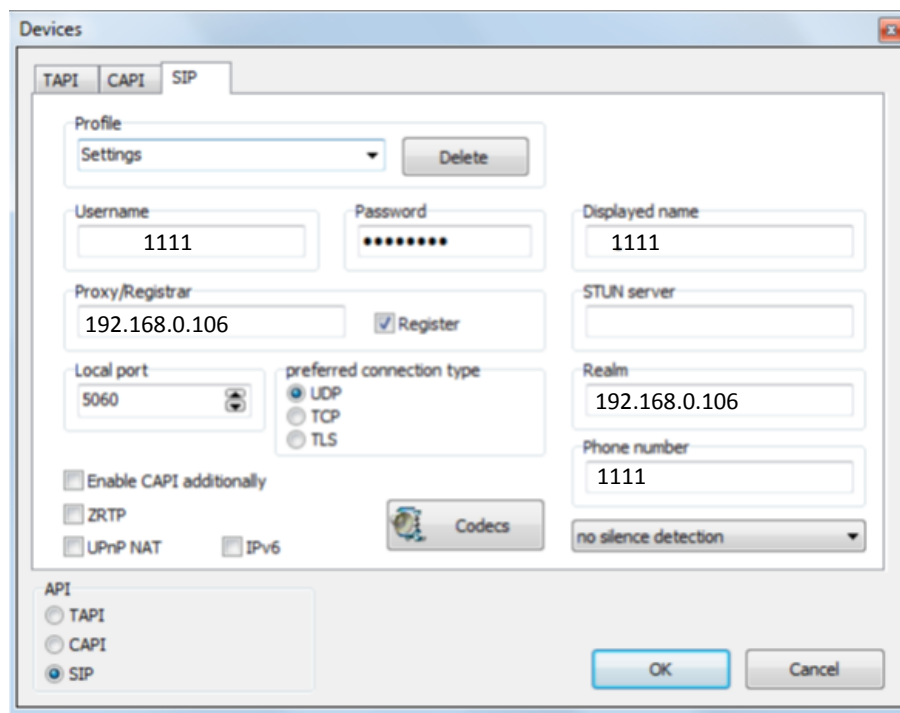 Devices
TAPI CAPI SIP
Profile
Settings Delete
Username Password Displayed name
1111 •••••••• 1111
Proxy/Registrar STUN server
192.168.0.106 Register
Local port preferred connection type Realm
5060 UDP 192.168.0.106
TCP
TLS
Phone number
1111
Enable CAPI additionally
ZRTP
Codecs
no silence detection
UPnP NAT IPv6
API
TAPI
CAPI
SIP
OK Cancel